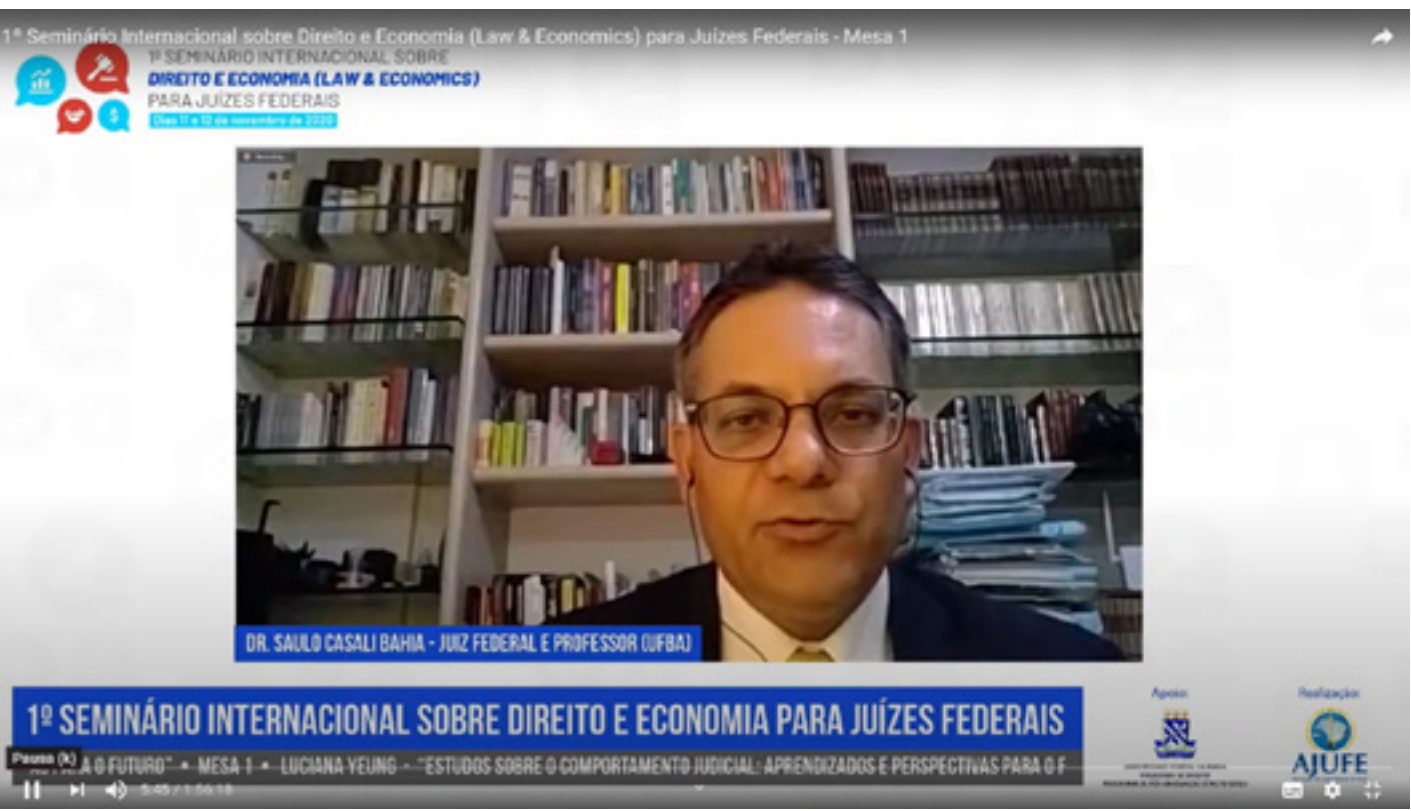 1º Seminário Internacional sobre Direito e Economia (Law & Economics) para Juízes Federais - Mesa 1
1º SEMINÁRIO INTERNACIONAL SOBRE
DIREITO E ECONOMIA (LAW & ECONOMICS)
PARA JUÍZES FEDERAIS
Dias 11 e 12 de novembro de 2020
DR. SAULO CASALI BAHIA - JUIZ FEDERAL E PROFESSOR (UFBA)
1º SEMINÁRIO INTERNACIONAL SOBRE DIREITO E ECONOMIA PARA JUÍZES FEDERAIS
Apoio:
Realização:
AJUFE
Pausa (k)
A O FUTURO" • MESA 1 • LUCIANA YEUNG - "ESTUDOS SOBRE O COMPORTAMENTO JUDICIAL: APRENDIZADOS E PERSPECTIVAS PARA O F
5:45 / 1:56:18